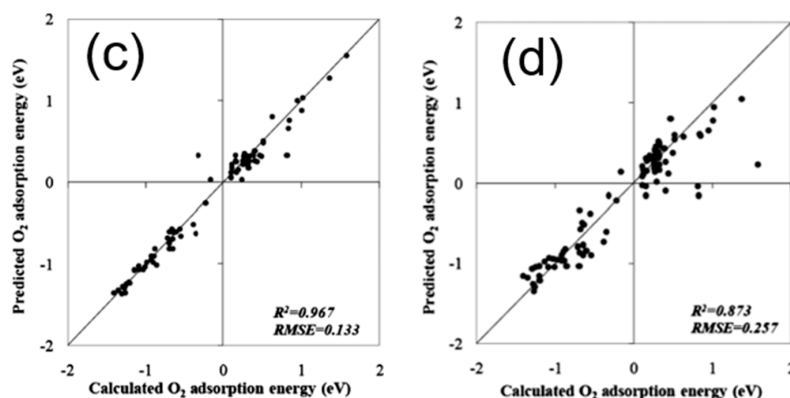 (c)
Predicted O₂ adsorption energy (eV)
2
1
0
-1
-2
R²=0.967
RMSE=0.133
-2
-1
0
1
2
Calculated O₂ adsorption energy (eV)
(d)
Predicted O₂ adsorption energy (eV)
2
1
0
-1
-2
R²=0.873
RMSE=0.257
-2
-1
0
1
2
Calculated O₂ adsorption energy (eV)